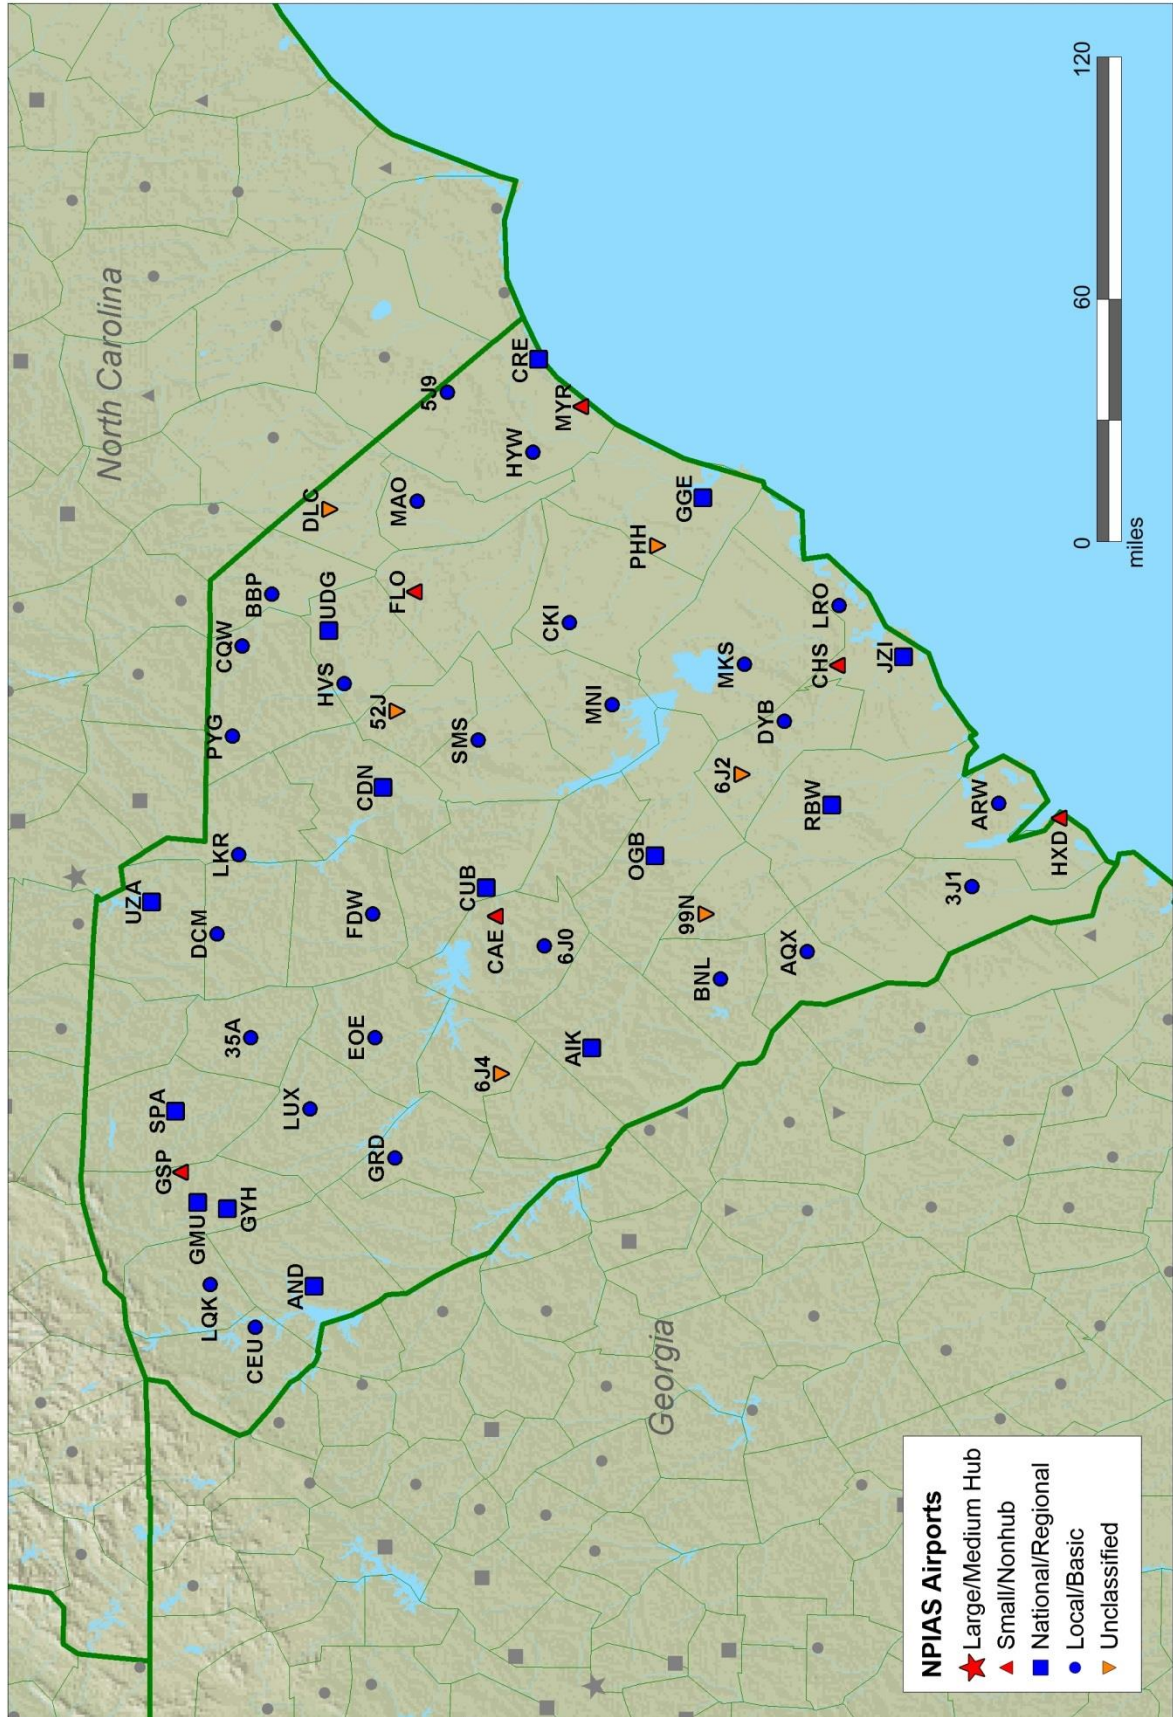 North Carolina
UZA
PYG
CQW
BBP
LKR
DCM
SPA
GSP
GMU
GYH
LQK
CEU
AND
35A
LUX
HVS
UDG
DLC
CDN
52J
FLO
MAO
5J9
FDW
EOE
GRD
CUB
CAE
SMS
6J4
6J0
HYW
CRE
MYR
CKI
MNI
AIK
PHH
GGE
OGB
99N
BNL
6J2
MKS
DYB
AQX
RBW
CHS
LRO
JZI
3J1
ARW
HXD
Georgia
0
60
120
miles
NPIAS Airports
Large/Medium Hub
Small/Nonhub
National/Regional
Local/Basic
Unclassified